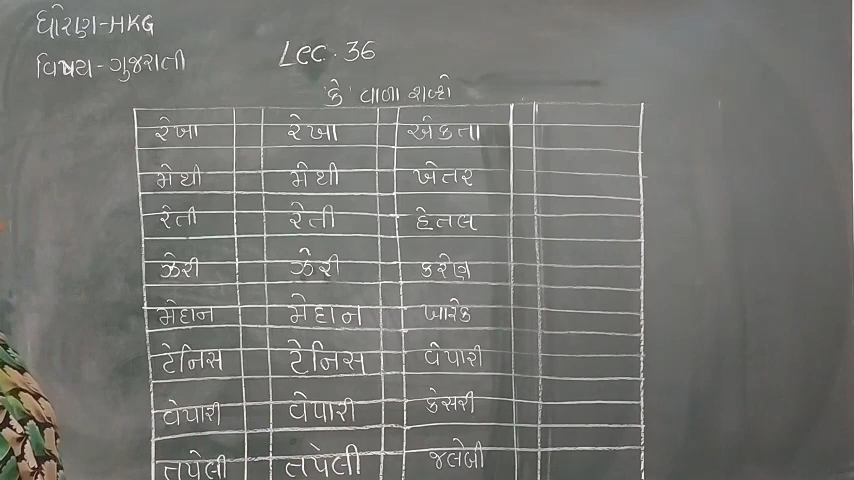 ધોરણ-HKG
વિષય-ગુજરાતી
Lec. 36
'કે' વાળા શબ્દો
રેખા રેખા એકતા
મેથી મેથી ખેતર
રેતી રેતી હેતલ
ઝેરી ઝેરી કરેણ
મેદાન મેદાન ખારેક
ટેનિસ ટેનિસ વેપારી
વેપારી વેપારી કેસરી
તપેલી તપેલી જલેબી